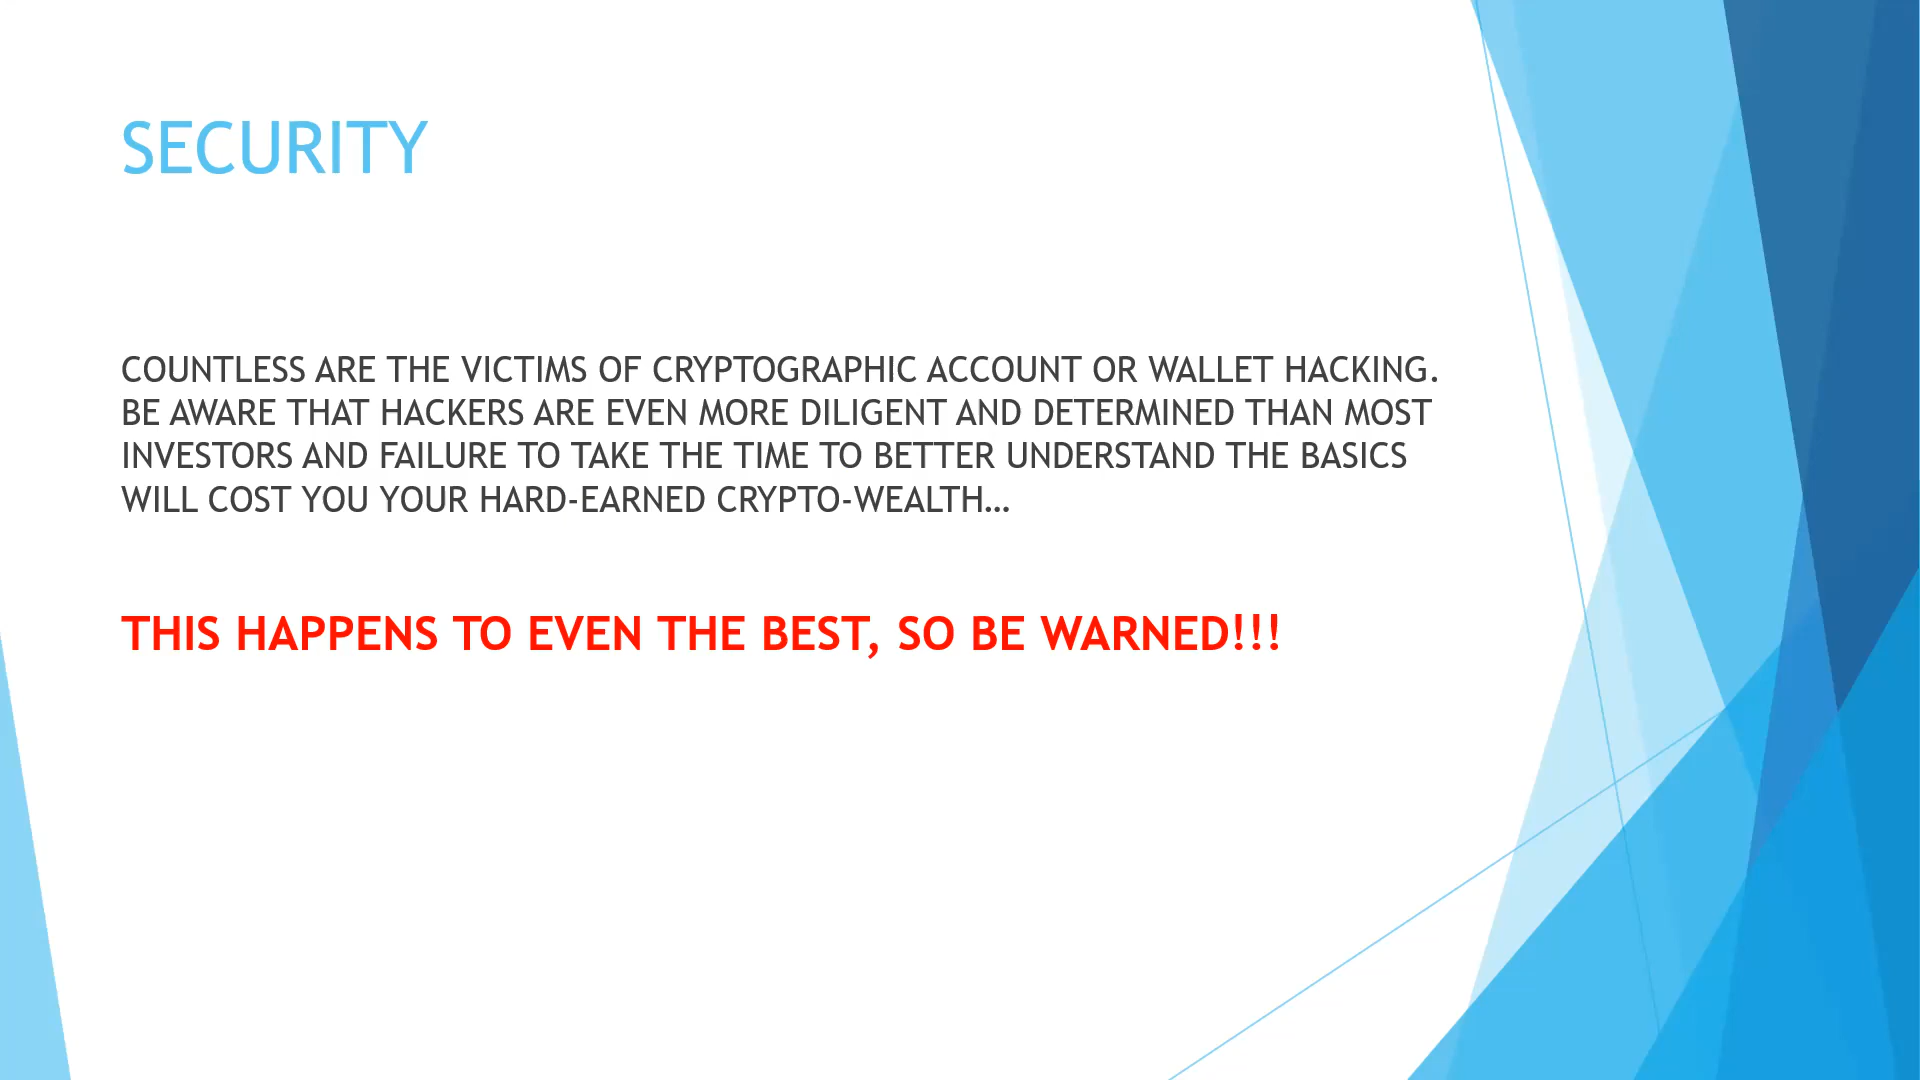 SECURITY
COUNTLESS ARE THE VICTIMS OF CRYPTOGRAPHIC ACCOUNT OR WALLET HACKING.
BE AWARE THAT HACKERS ARE EVEN MORE DILIGENT AND DETERMINED THAN MOST
INVESTORS AND FAILURE TO TAKE THE TIME TO BETTER UNDERSTAND THE BASICS
WILL COST YOU YOUR HARD-EARNED CRYPTO-WEALTH…
THIS HAPPENS TO EVEN THE BEST, SO BE WARNED!!!